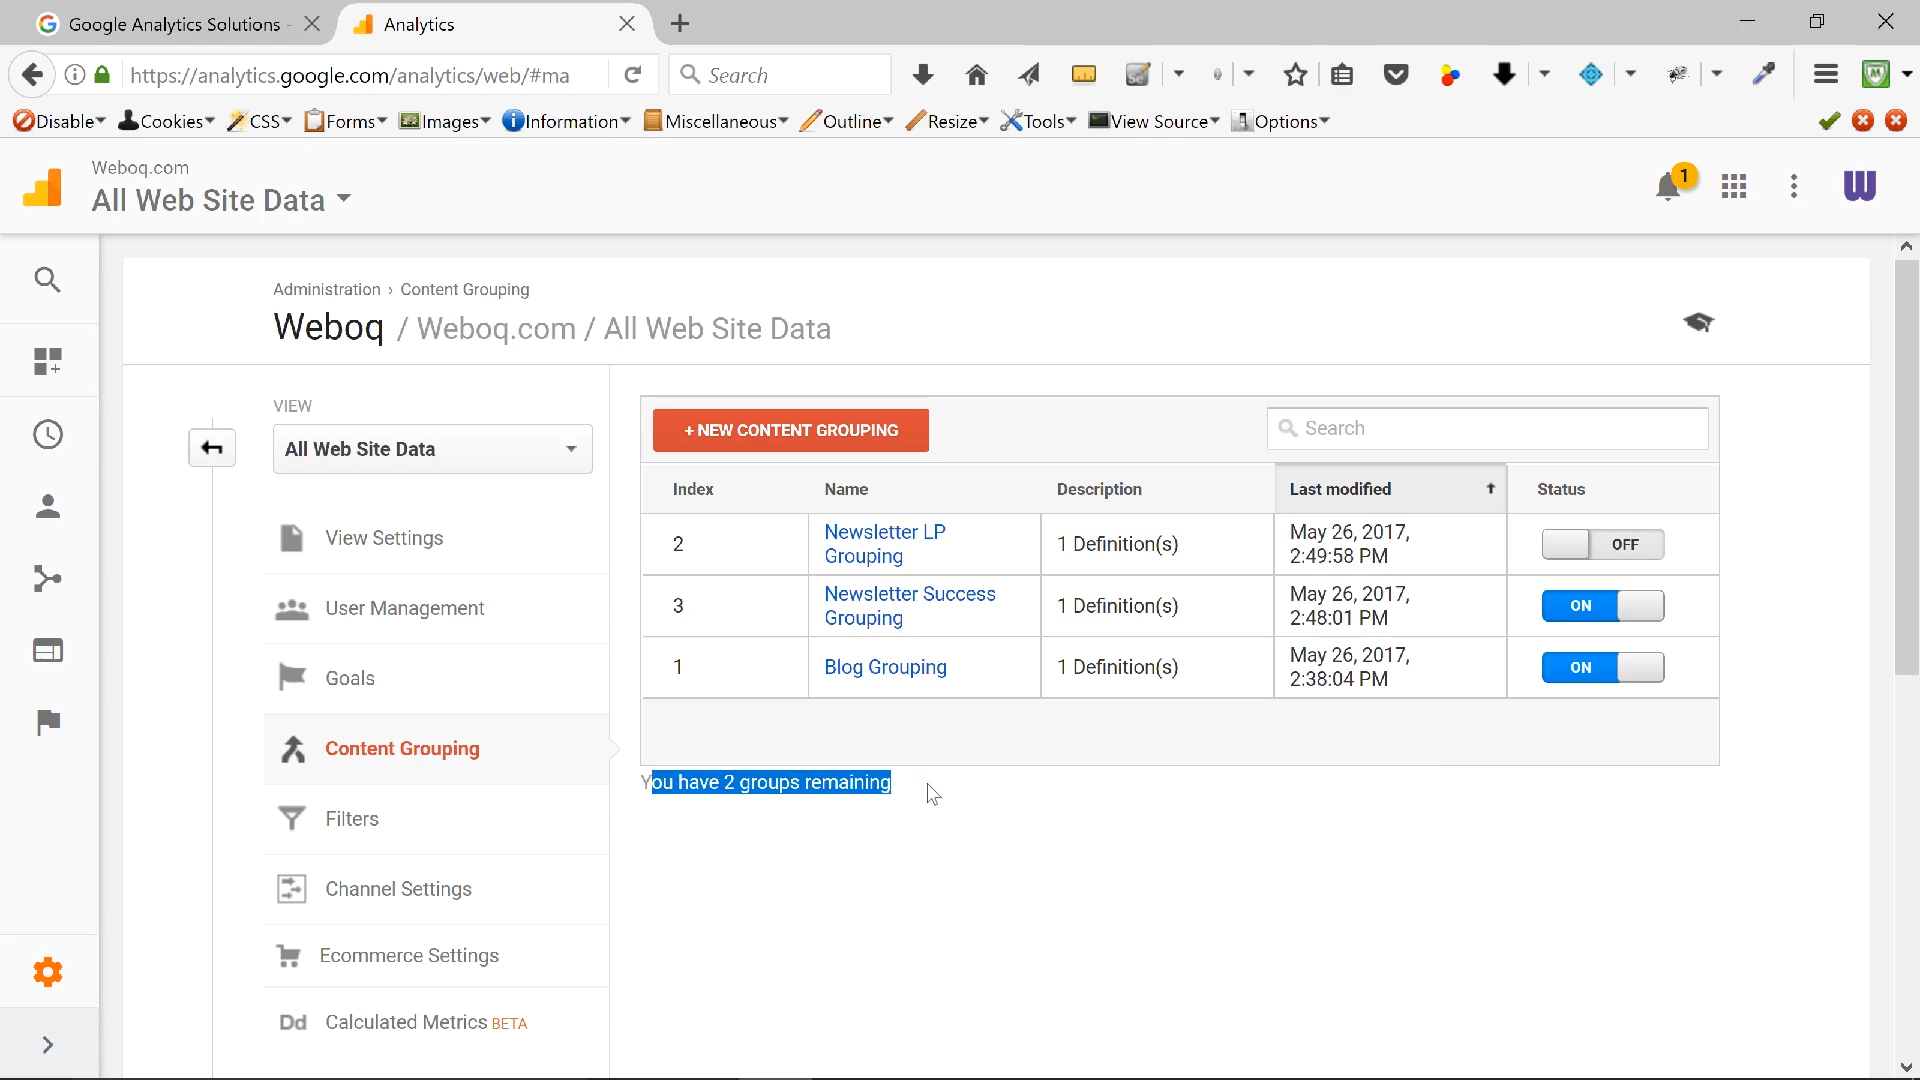 Google Analytics Solutions -
Analytics
https://analytics.google.com/analytics/web/#ma
Search
Disable Cookies CSS Forms Images Information Miscellaneous Outline Resize Tools View Source Options
Weboq.com
All Web Site Data
1
W
Administration › Content Grouping
Weboq / Weboq.com / All Web Site Data
VIEW
All Web Site Data
View Settings
User Management
Goals
Content Grouping
Filters
Channel Settings
Ecommerce Settings
Dd Calculated Metrics BETA
+ NEW CONTENT GROUPING
Search
Index Name Description Last modified Status
2 Newsletter LP Grouping 1 Definition(s) May 26, 2017, 2:49:58 PM OFF
3 Newsletter Success Grouping 1 Definition(s) May 26, 2017, 2:48:01 PM ON
1 Blog Grouping 1 Definition(s) May 26, 2017, 2:38:04 PM ON
You have 2 groups remaining